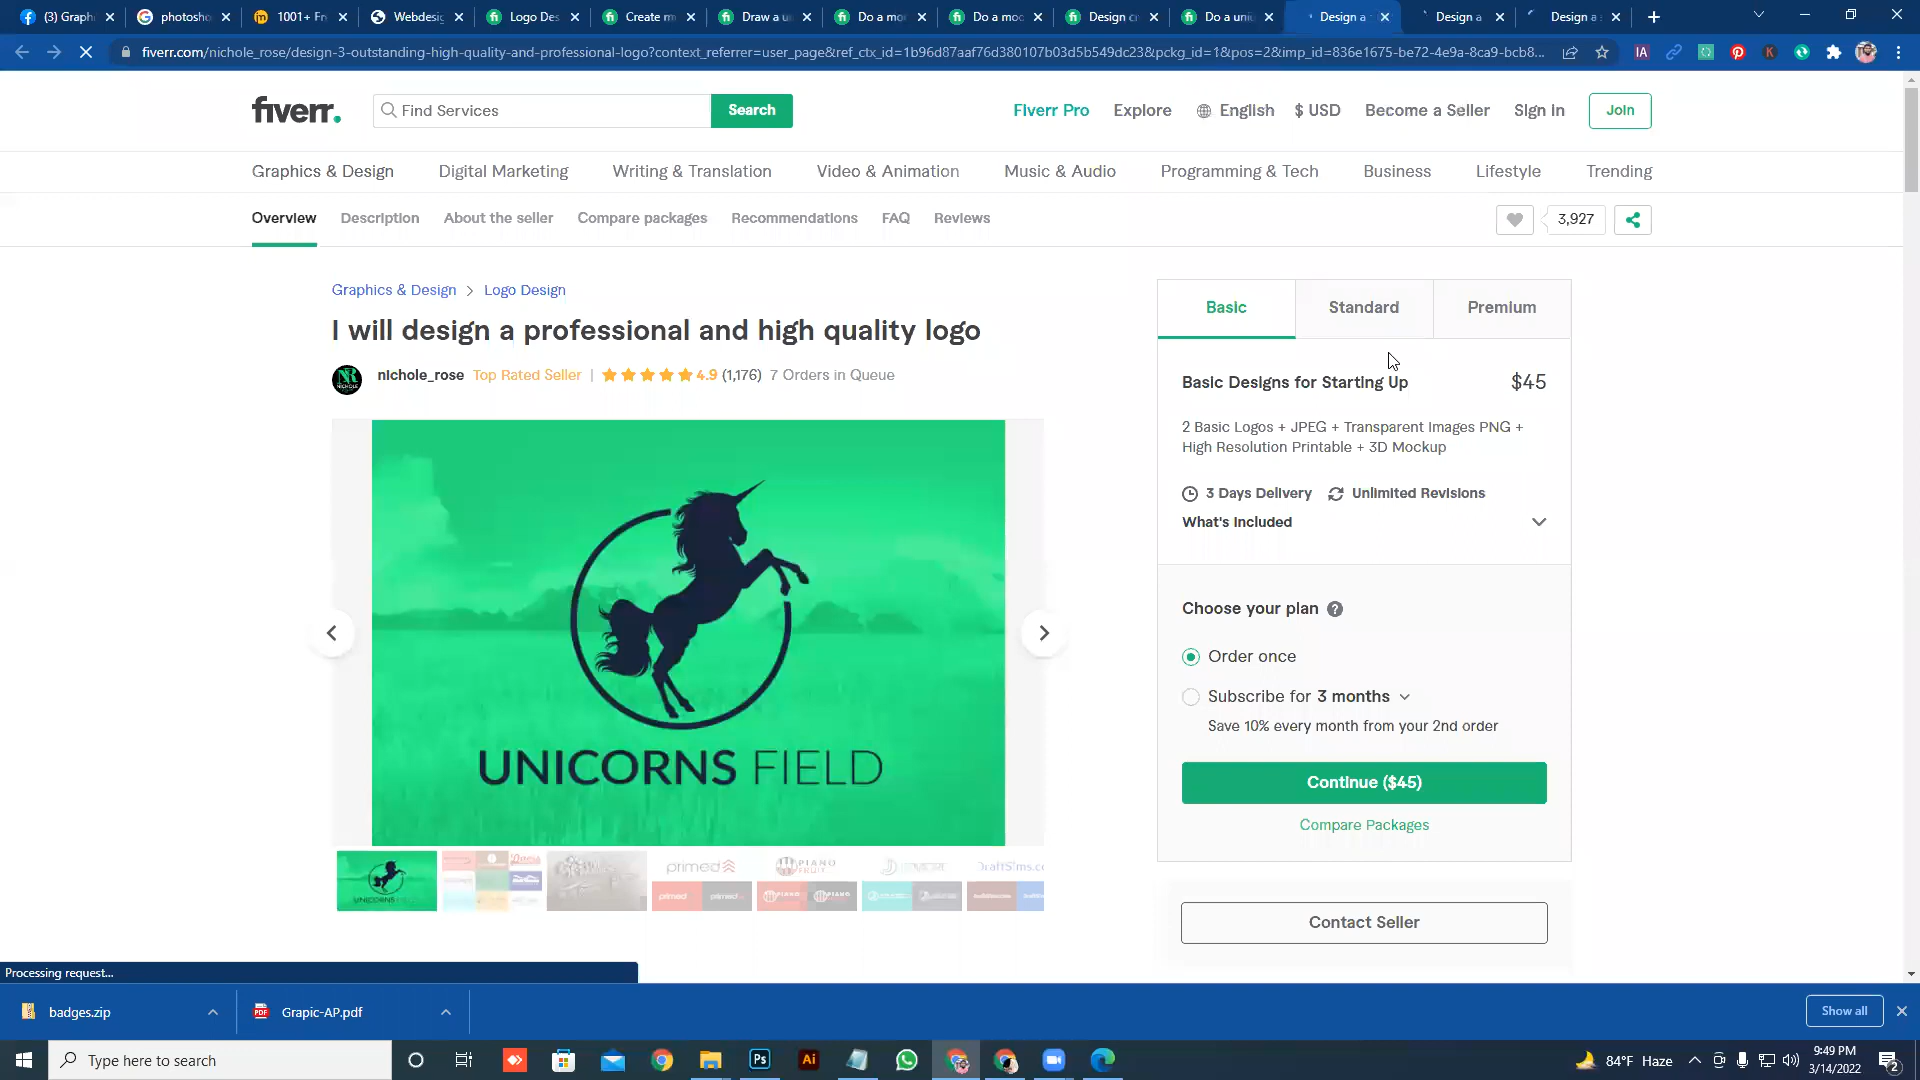 (3) Graph
photosho
1001+ Fr
Webdesig
Logo Des
Create m
Draw a u
Do a mo
Do a moc
Design c
Do a uni
Design a
Design a
Design a
fiverr.com/nichole_rose/design-3-outstanding-high-quality-and-professional-logo?context_referrer=user_page&ref_ctx_id=1b96d87aaf76d380107b03d5b549dc23&pckg_id=1&pos=2&imp_id=836e1675-be72-4e9a-8ca9-bcb8...
fiverr.
Find Services
Search
Fiverr Pro
Explore
English
$ USD
Become a Seller
Sign in
Join
Graphics & Design
Digital Marketing
Writing & Translation
Video & Animation
Music & Audio
Programming & Tech
Business
Lifestyle
Trending
Overview
Description
About the seller
Compare packages
Recommendations
FAQ
Reviews
3,927
Graphics & Design > Logo Design
I will design a professional and high quality logo
nichole_rose Top Rated Seller | 4.9 (1,176) 7 Orders in Queue
UNICORNS FIELD
primed
PIANO FRUIT
primed
primed
Basic
Standard
Premium
Basic Designs for Starting Up
$45
2 Basic Logos + JPEG + Transparent Images PNG +
High Resolution Printable + 3D Mockup
3 Days Delivery
Unlimited Revisions
What's Included
Choose your plan ?
Order once
Subscribe for 3 months
Save 10% every month from your 2nd order
Continue ($45)
Compare Packages
Contact Seller
Processing request...
badges.zip
Grapic-AP.pdf
Show all
Type here to search
Ps
Ai
84°F Haze
9:49 PM
3/14/2022
2